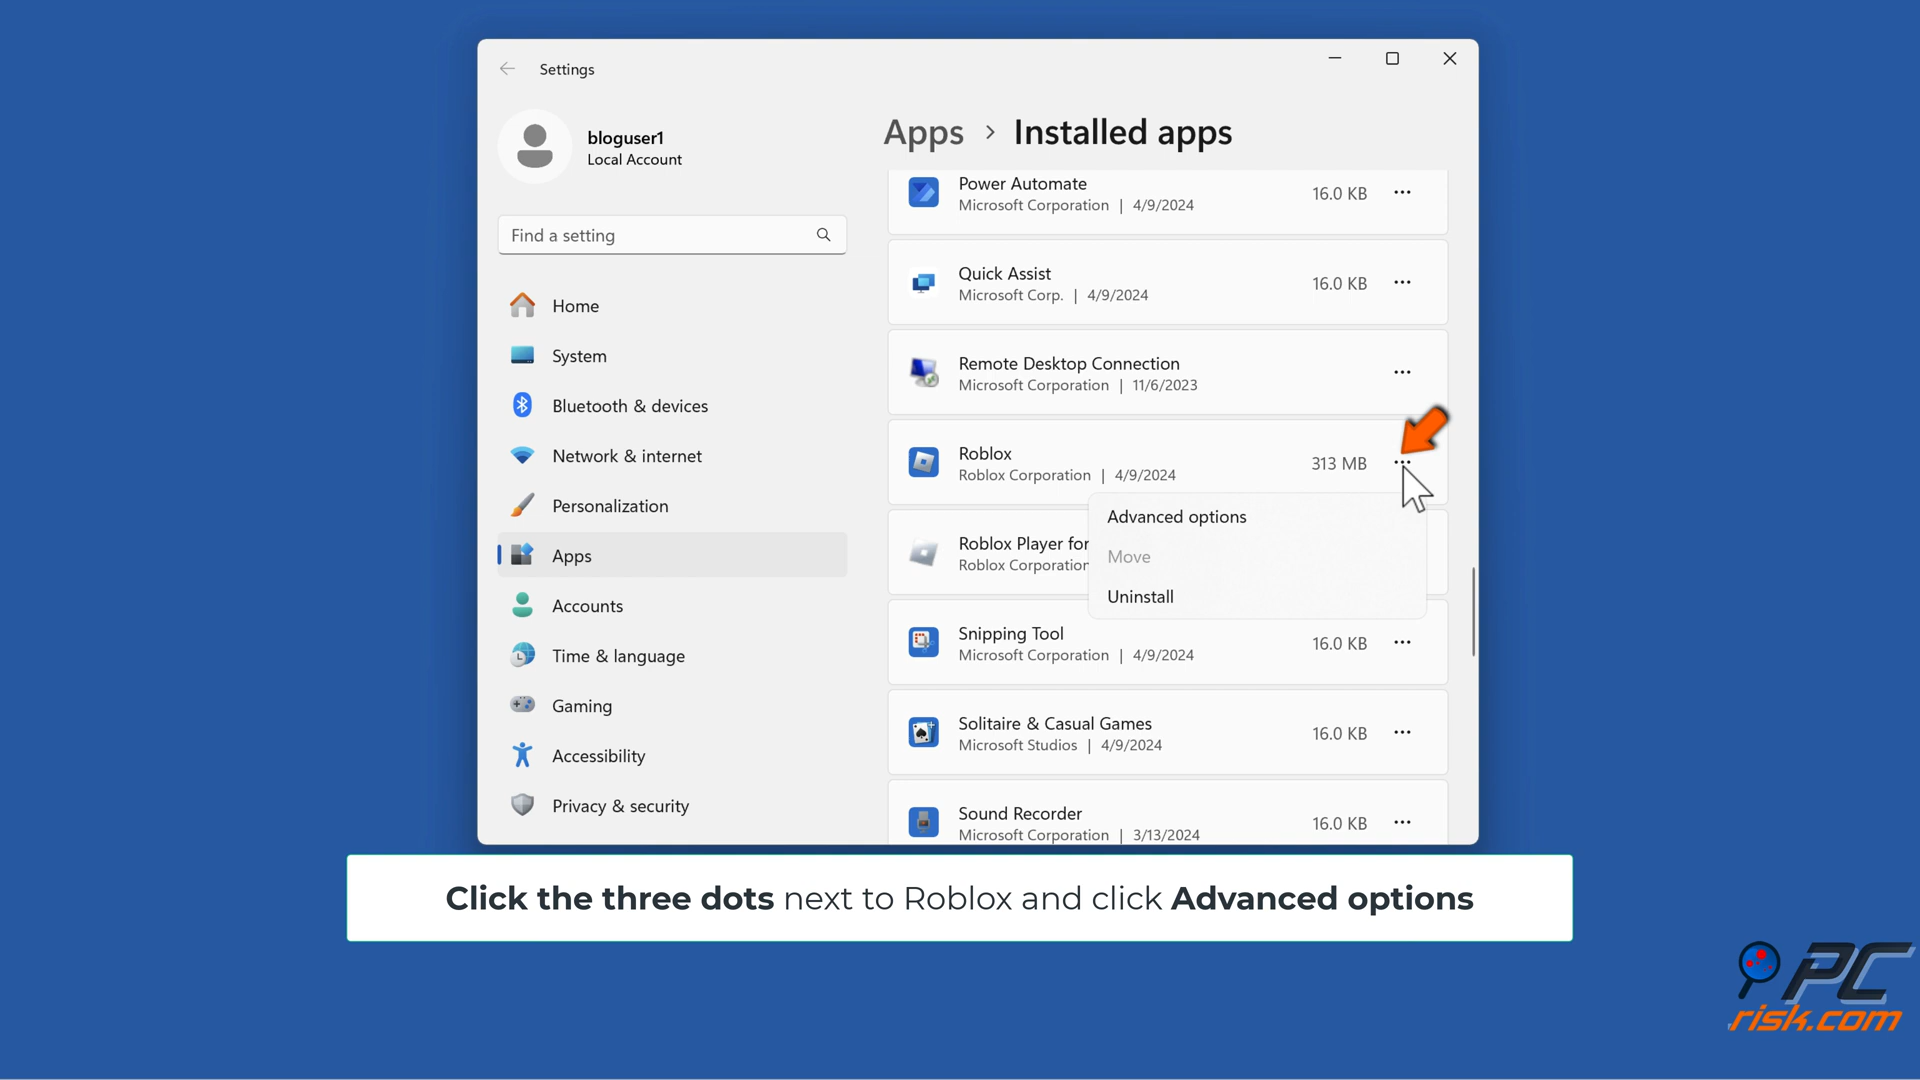 Settings
bloguser1
Local Account
Find a setting
Home
System
Bluetooth & devices
Network & internet
Personalization
Apps
Accounts
Time & language
Gaming
Accessibility
Privacy & security
Apps > Installed apps
Power Automate
Microsoft Corporation | 4/9/2024
16.0 KB
Quick Assist
Microsoft Corp. | 4/9/2024
16.0 KB
Remote Desktop Connection
Microsoft Corporation | 11/6/2023
Roblox
Roblox Corporation | 4/9/2024
313 MB
Advanced options
Move
Uninstall
Roblox Player for
Roblox Corporation
Snipping Tool
Microsoft Corporation | 4/9/2024
16.0 KB
Solitaire & Casual Games
Microsoft Studios | 4/9/2024
16.0 KB
Sound Recorder
Microsoft Corporation | 3/13/2024
16.0 KB
Click the three dots next to Roblox and click Advanced options
PC
risk.com